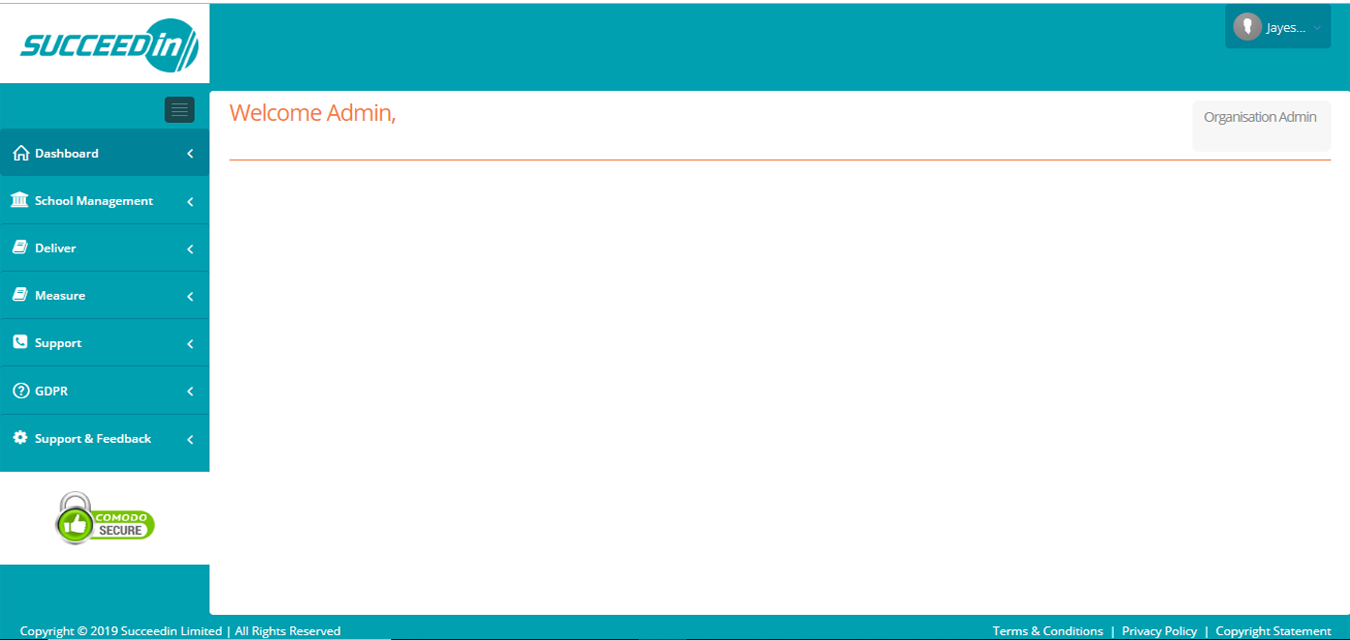 SUCCEEDin
Jayes...
Welcome Admin,
Organisation Admin
Dashboard
School Management
Deliver
Measure
Support
GDPR
Support & Feedback
COMODO
SECURE
Copyright © 2019 Succeedin Limited | All Rights Reserved
Terms & Conditions | Privacy Policy | Copyright Statement